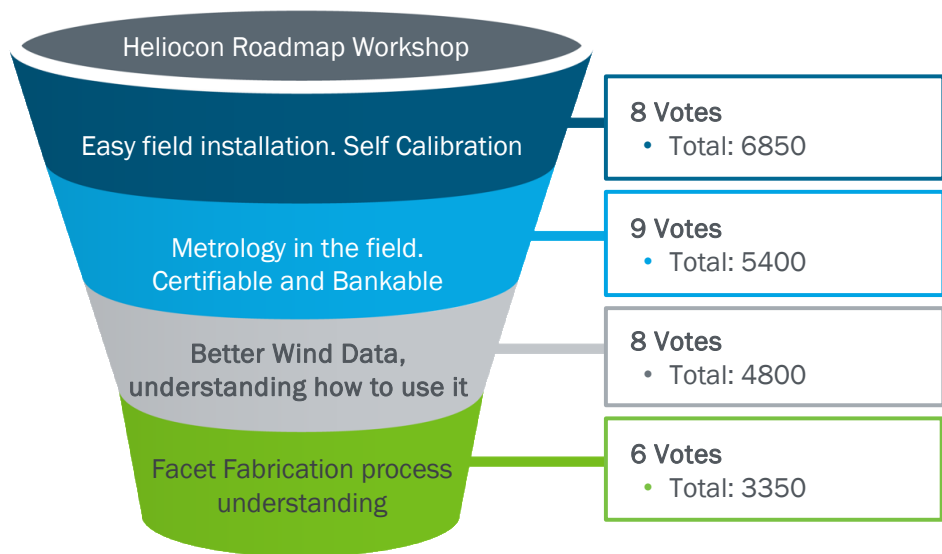 Heliocon Roadmap Workshop
Easy field installation. Self Calibration
8 Votes
• Total: 6850
Metrology in the field.
Certifiable and Bankable
9 Votes
• Total: 5400
Better Wind Data,
understanding how to use it
8 Votes
• Total: 4800
Facet Fabrication process
understanding
6 Votes
• Total: 3350